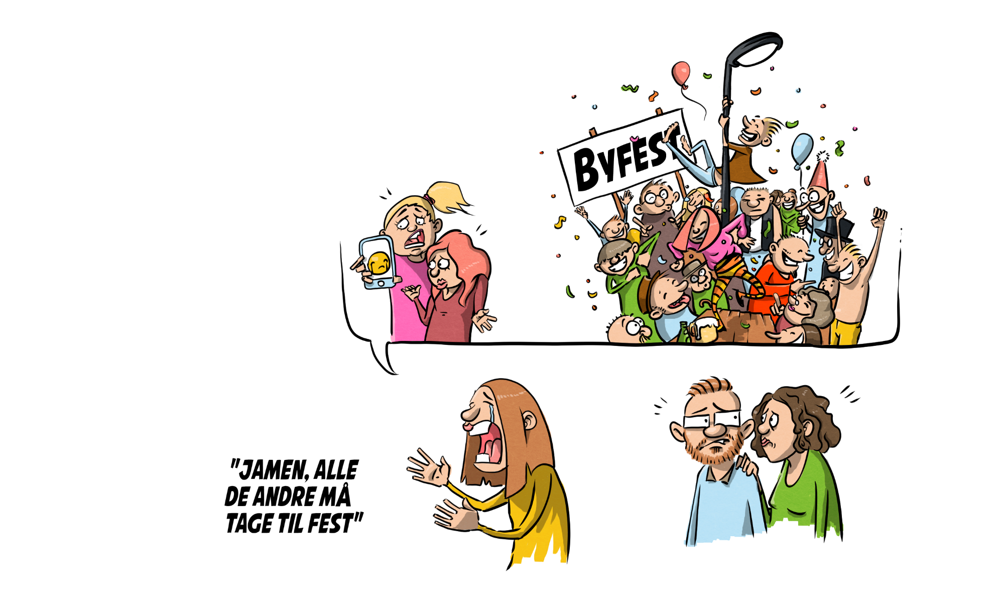 BYFEST
"JAMEN, ALLE
DE ANDRE MÅ
TAGE TIL FEST"